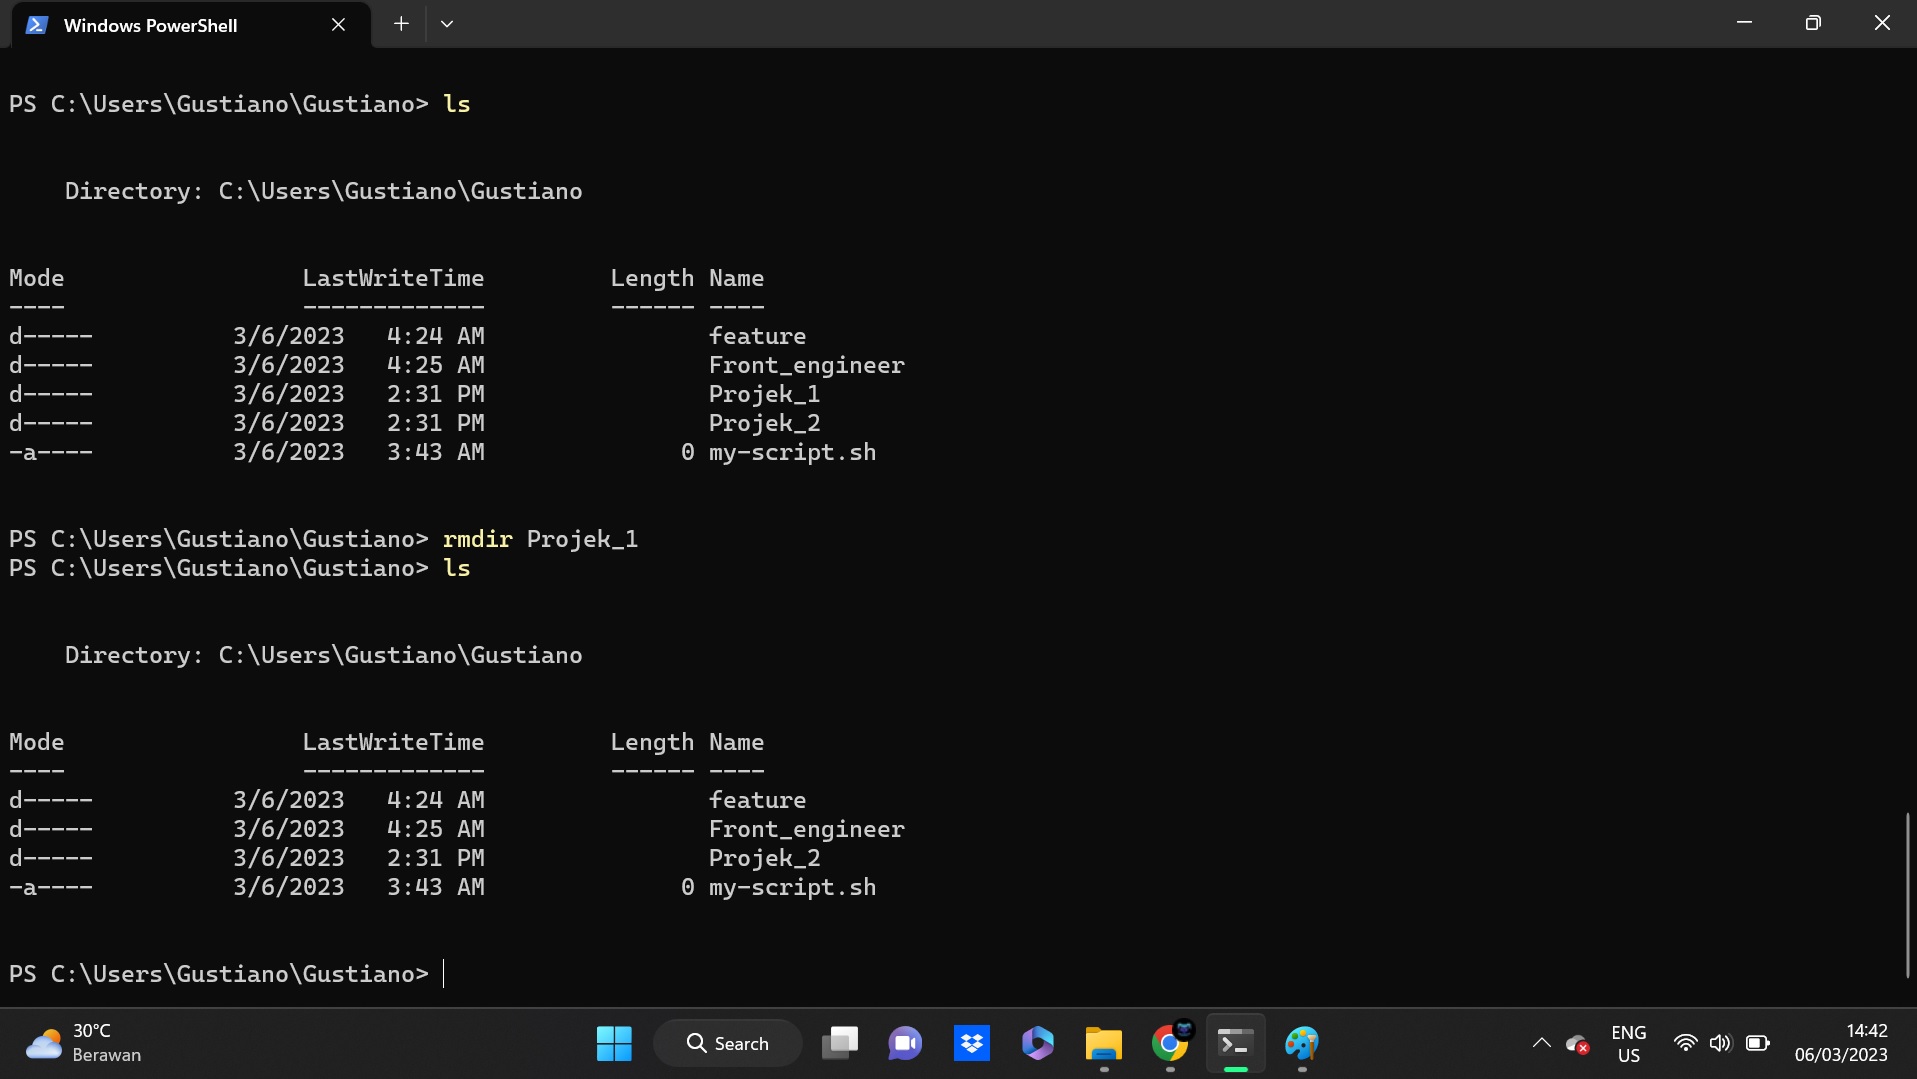 Windows PowerShell
PS C:\Users\Gustiano\Gustiano> ls
Directory: C:\Users\Gustiano\Gustiano
Mode LastWriteTime Length Name
---- ------------- ------ ----
d----- 3/6/2023 4:24 AM feature
d----- 3/6/2023 4:25 AM Front_engineer
d----- 3/6/2023 2:31 PM Projek_1
d----- 3/6/2023 2:31 PM Projek_2
-a---- 3/6/2023 3:43 AM 0 my-script.sh
PS C:\Users\Gustiano\Gustiano> rmdir Projek_1
PS C:\Users\Gustiano\Gustiano> ls
Directory: C:\Users\Gustiano\Gustiano
Mode LastWriteTime Length Name
---- ------------- ------ ----
d----- 3/6/2023 4:24 AM feature
d----- 3/6/2023 4:25 AM Front_engineer
d----- 3/6/2023 2:31 PM Projek_2
-a---- 3/6/2023 3:43 AM 0 my-script.sh
PS C:\Users\Gustiano\Gustiano>
30°C
Berawan
Search
ENG
US
14:42
06/03/2023